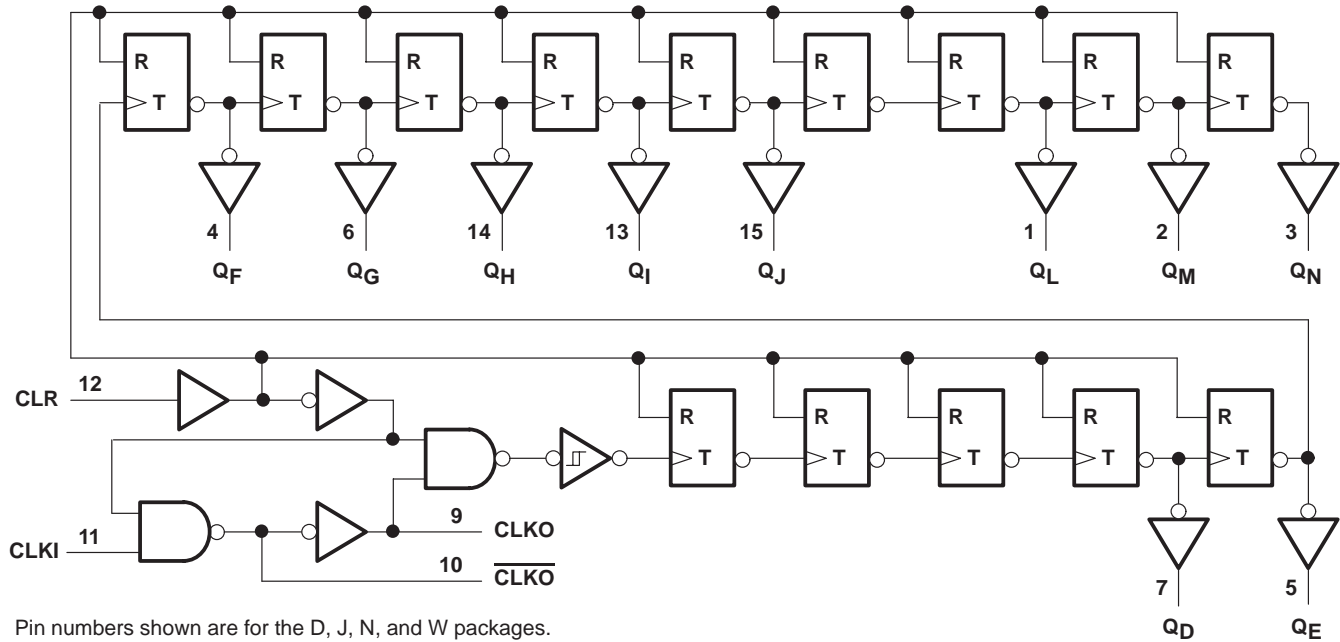 R R R R R R R R R
T T T T T T T T T
4 6 14 13 15 1 2 3
QF QG QH QI QJ QL QM QN
CLR 12
R R R R R
T T T T T
9 CLKO
CLKI 11
10 CLKO
7 5
QD QE
Pin numbers shown are for the D, J, N, and W packages.